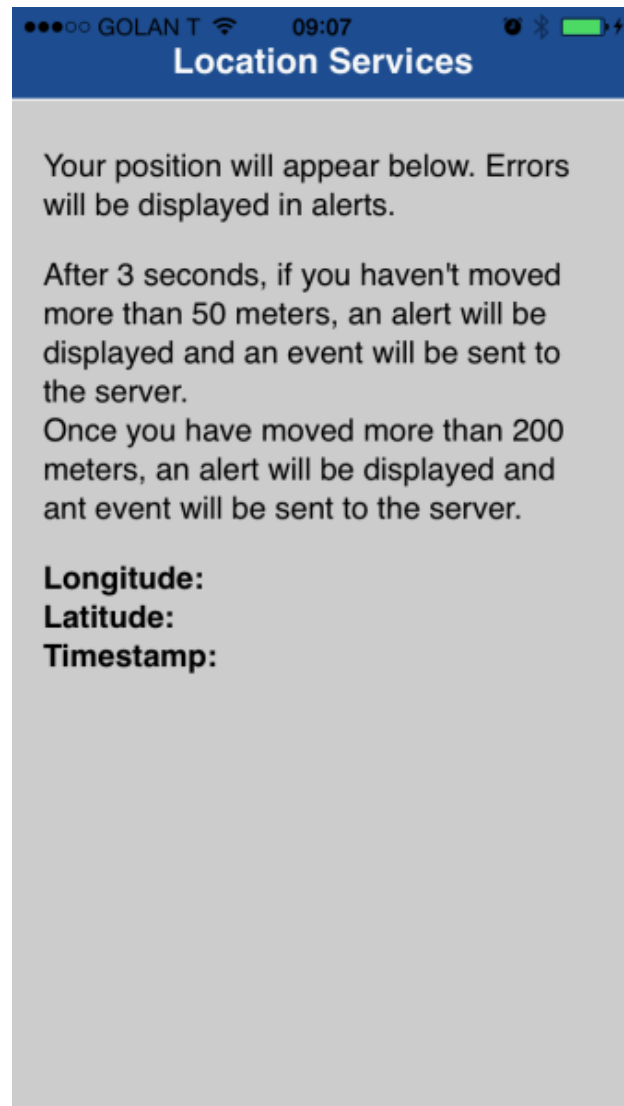 GOLAN T 09:07
Location Services
Your position will appear below. Errors
will be displayed in alerts.
After 3 seconds, if you haven't moved
more than 50 meters, an alert will be
displayed and an event will be sent to
the server.
Once you have moved more than 200
meters, an alert will be displayed and
ant event will be sent to the server.
Longitude:
Latitude:
Timestamp: